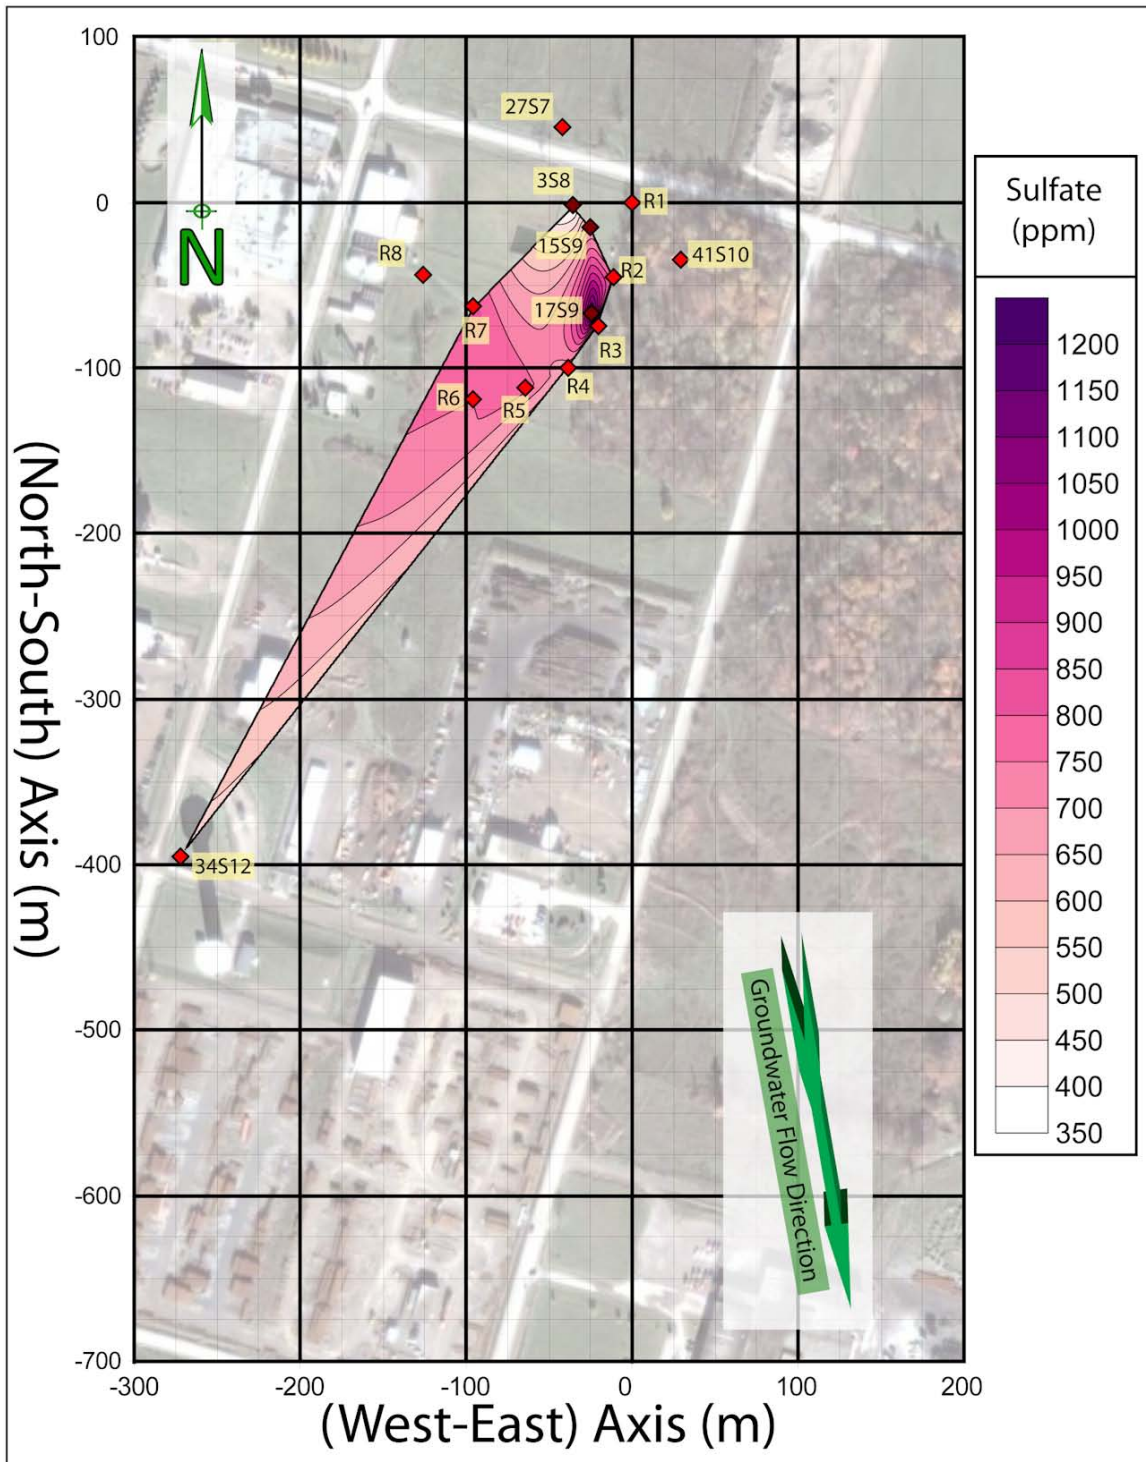 100
0
-100
-200
-300
-400
-500
-600
-700
-300
-200
-100
0
100
200
(North-South) Axis (m)
(West-East) Axis (m)
N
27S7
3S8
R1
15S9
R8
R2
41S10
17S9
R7
R3
R4
R6
R5
34S12
Groundwater Flow Direction
Sulfate
(ppm)
1200
1150
1100
1050
1000
950
900
850
800
750
700
650
600
550
500
450
400
350